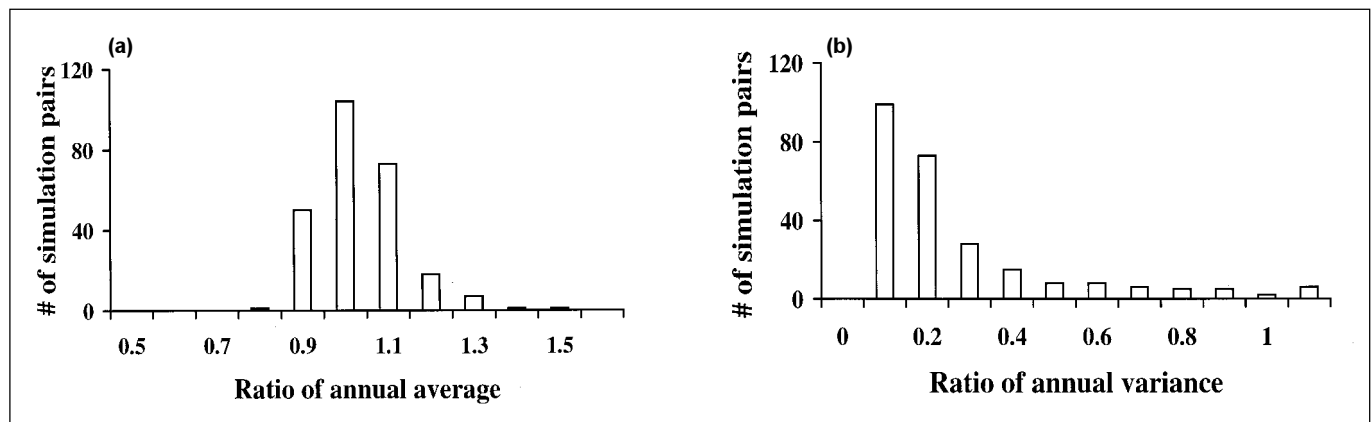 (a)
120
80
40
0
# of simulation pairs
0.5 0.7 0.9 1.1 1.3 1.5
Ratio of annual average
(b)
120
80
40
0
# of simulation pairs
0 0.2 0.4 0.6 0.8 1
Ratio of annual variance